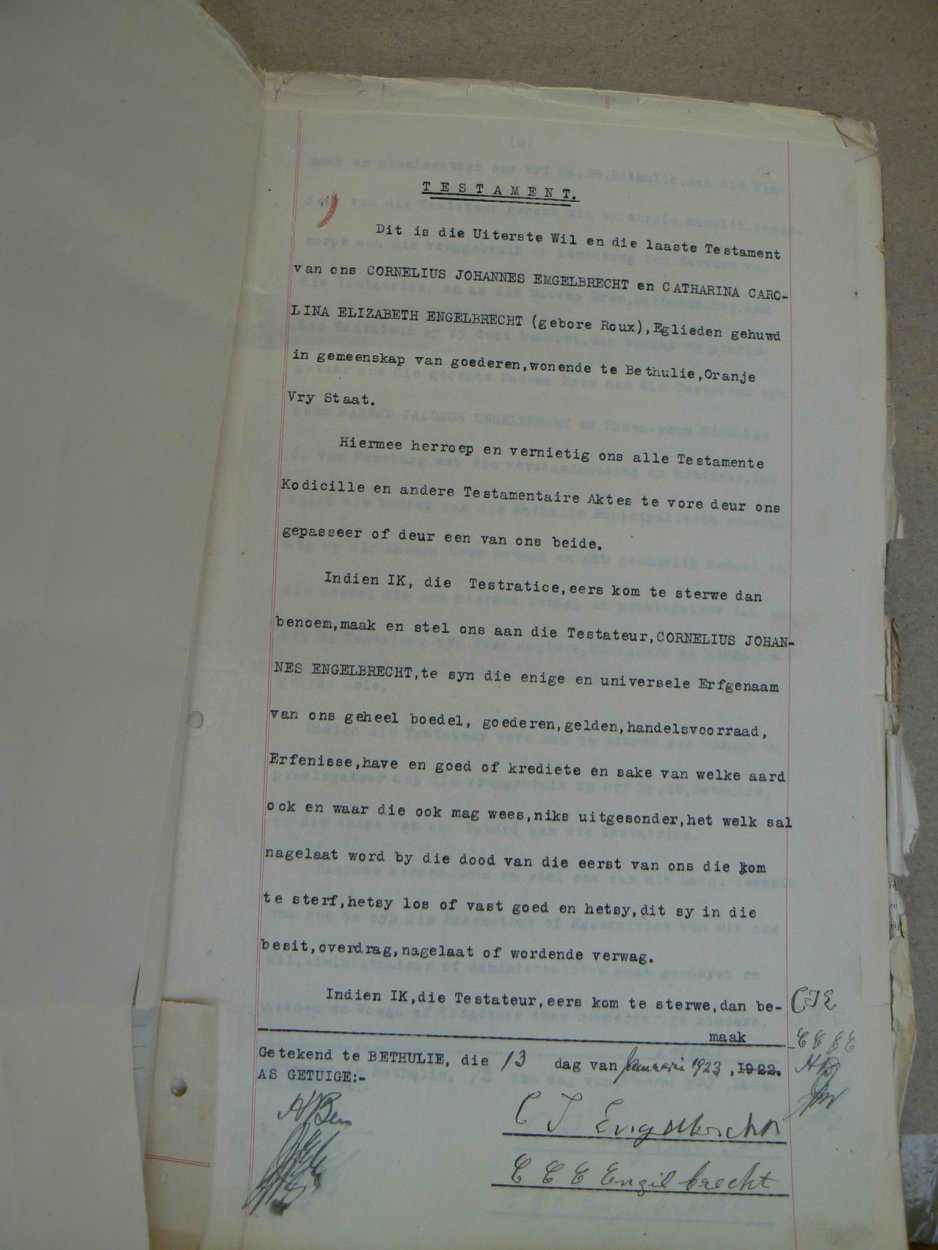 TESTAMENT.
Dit is die Uiterste Wil en die laaste Testament
van ons CORNELIUS JOHANNES EMGELBRECHT en CATHARINA CARO-
LINA ELIZABETH ENGELBRECHT (gebore Roux),Eglieden gehuwd
in gemeenskap van goederen,wonende te Bethulie,Oranje
Vry Staat.
Hiermee herroep en vernietig ons alle Testamente
Kodicille en andere Testamentaire Aktes te vore deur ons
gepasseer of deur een van ons beide.
Indien IK, die Testratice,eers kom te sterwe dan
benoem,maak en stel ons aan die Testateur,CORNELIUS JOHAN-
NES ENGELBRECHT,te syn die enige en universele Erfgenaam
van ons geheel boedel, goederen,gelden,handelsvoorraad,
Erfenisse,have en goed of krediete en sake van welke aard
ook en waar die ook mag wees,niks uitgesonder,het welk sal
nagelaat word by die dood van die eerst van ons die kom
te sterf,hetsy los of vast goed en hetsy,dit sy in die
besit,overdrag,nagelaat of wordende verwag.
Indien IK,die Testateur,eers kom te sterwe,dan be-
CJE
maak
CCEE
Getekend te BETHULIE, die 13 dag van Januarie 1923 ,1922.
AS GETUIGE:-
C J Engelbrecht
C C E Engelbrecht